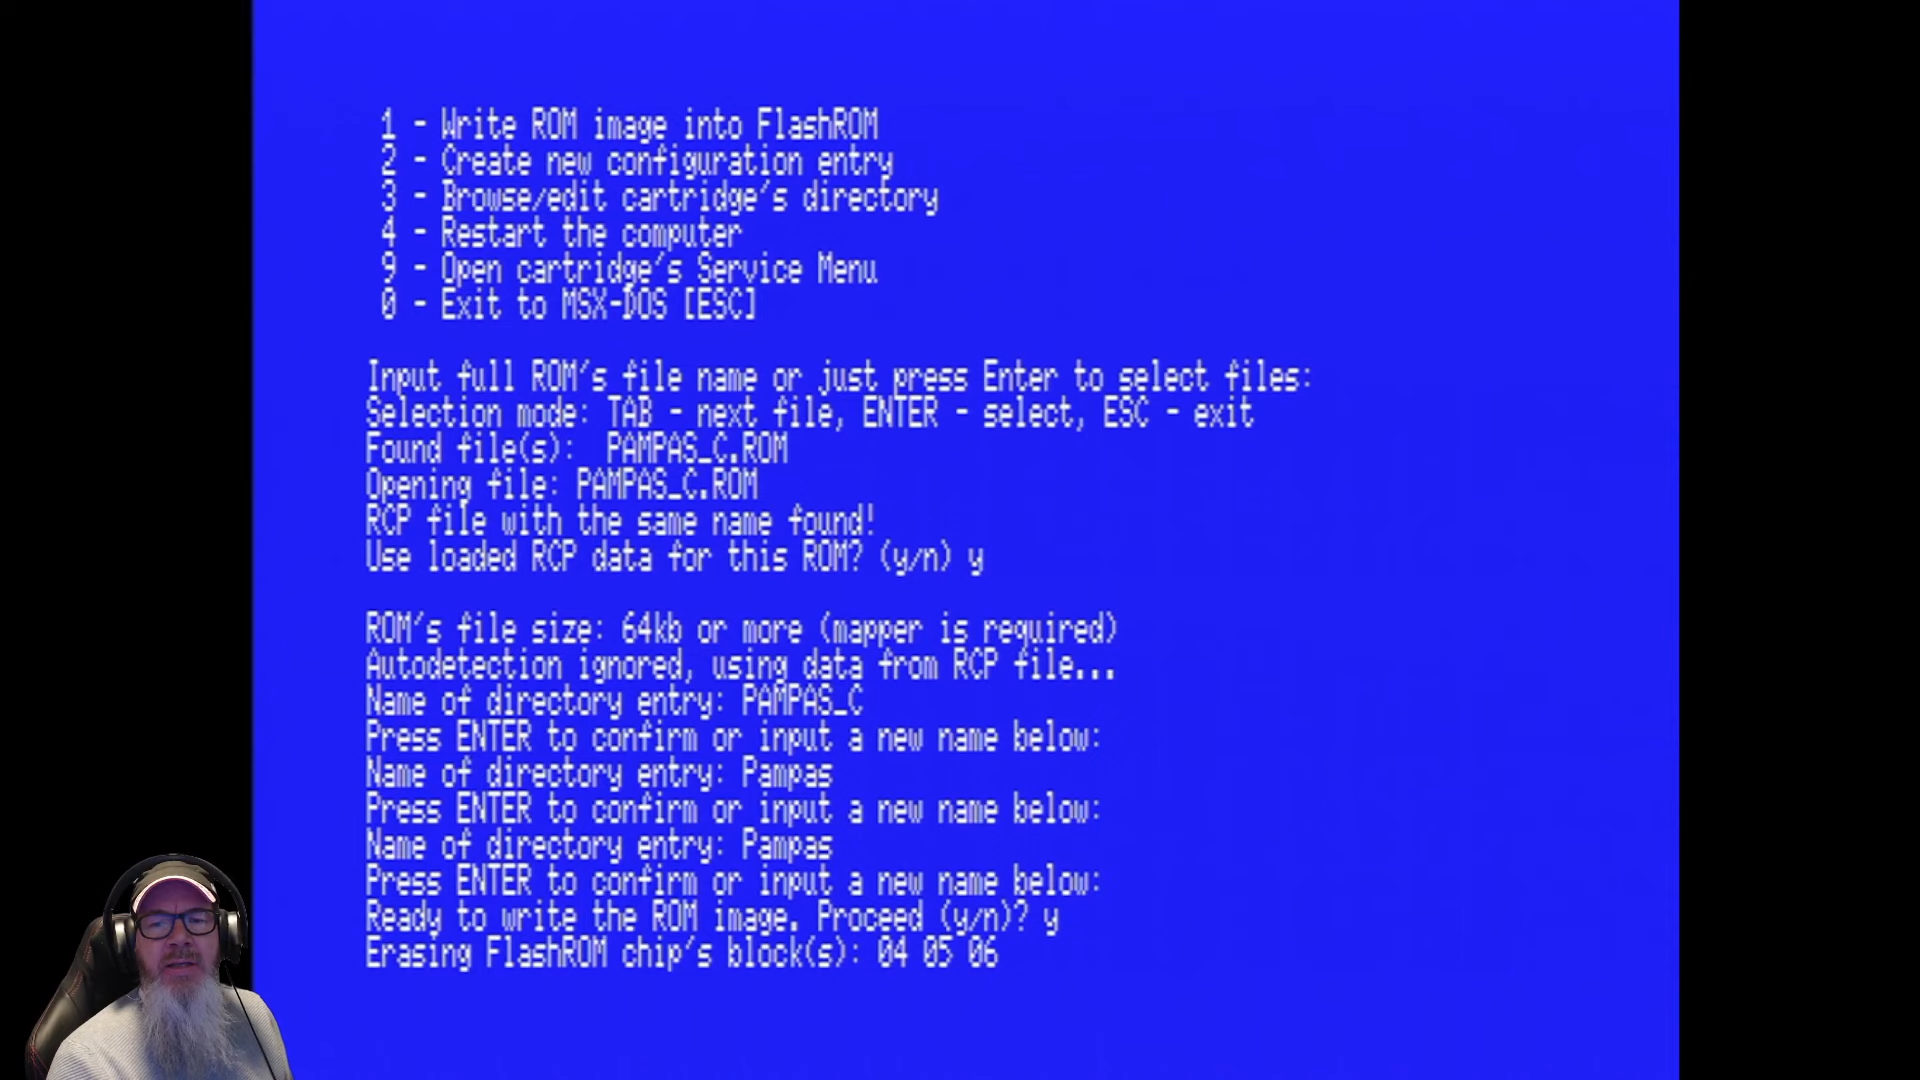 1 - Write ROM image into FlashROM
2 - Create new configuration entry
3 - Browse/edit cartridge's directory
4 - Restart the computer
9 - Open cartridge's Service Menu
0 - Exit to MSX-DOS [ESC]
Input full ROM's file name or just press Enter to select files:
Selection mode: TAB - next file, ENTER - select, ESC - exit
Found file(s):  PAMPAS_C.ROM
Opening file: PAMPAS_C.ROM
RCP file with the same name found!
Use loaded RCP data for this ROM? (y/n) y
ROM's file size: 64kb or more (mapper is required)
Autodetection ignored, using data from RCP file...
Name of directory entry: PAMPAS_C
Press ENTER to confirm or input a new name below:
Name of directory entry: Pampas
Press ENTER to confirm or input a new name below:
Name of directory entry: Pampas
Press ENTER to confirm or input a new name below:
Ready to write the ROM image. Proceed (y/n)? y
Erasing FlashROM chip's block(s): 04 05 06